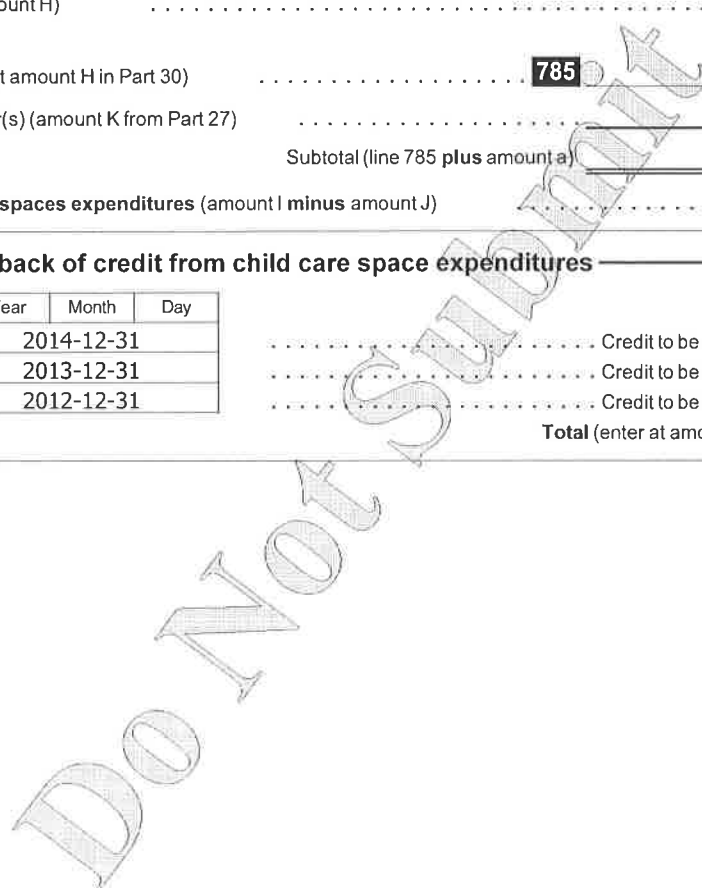 ount H)
t amount H in Part 30) 785
(s) (amount K from Part 27)
Subtotal (line 785 plus amount a)
spaces expenditures (amount I minus amount J)
back of credit from child care space expenditures
ear Month Day
2014-12-31 Credit to be
2013-12-31 Credit to be
2012-12-31 Credit to be
Total (enter at amo
Do Not Submit